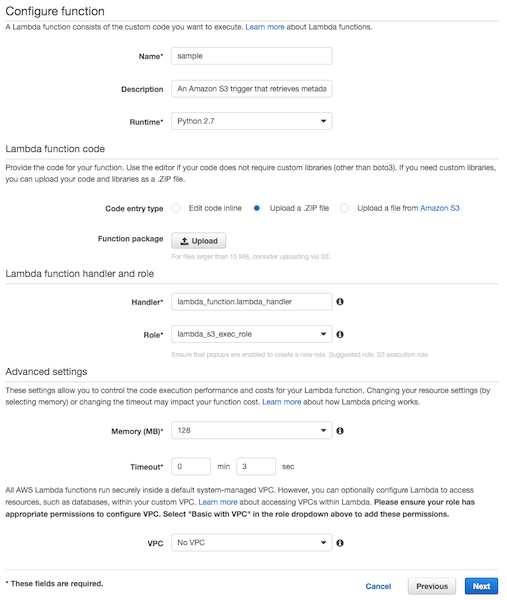 Configure function
A Lambda function consists of the custom code you want to execute. Learn more about Lambda functions.
Name* sample
Description An Amazon S3 trigger that retrieves metada
Runtime* Python 2.7
Lambda function code
Provide the code for your function. Use the editor if your code does not require custom libraries (other than boto3). If you need custom libraries,
you can upload your code and libraries as a .ZIP file.
Code entry type Edit code inline Upload a .ZIP file Upload a file from Amazon S3
Function package Upload
For files larger than 10 MB, consider uploading via S3.
Lambda function handler and role
Handler* lambda_function.lambda_handler
Role* lambda_s3_exec_role
Ensure that popups are enabled to create a new role. Suggested role: S3 execution role
Advanced settings
These settings allow you to control the code execution performance and costs for your Lambda function. Changing your resource settings (by
selecting memory) or changing the timeout may impact your function cost. Learn more about how Lambda pricing works.
Memory (MB)* 128
Timeout* 0 min 3 sec
All AWS Lambda functions run securely inside a default system-managed VPC. However, you can optionally configure Lambda to access
resources, such as databases, within your custom VPC. Learn more about accessing VPCs within Lambda. Please ensure your role has
appropriate permissions to configure VPC. Select "Basic with VPC" in the role dropdown above to add these permissions.
VPC No VPC
* These fields are required. Cancel Previous Next